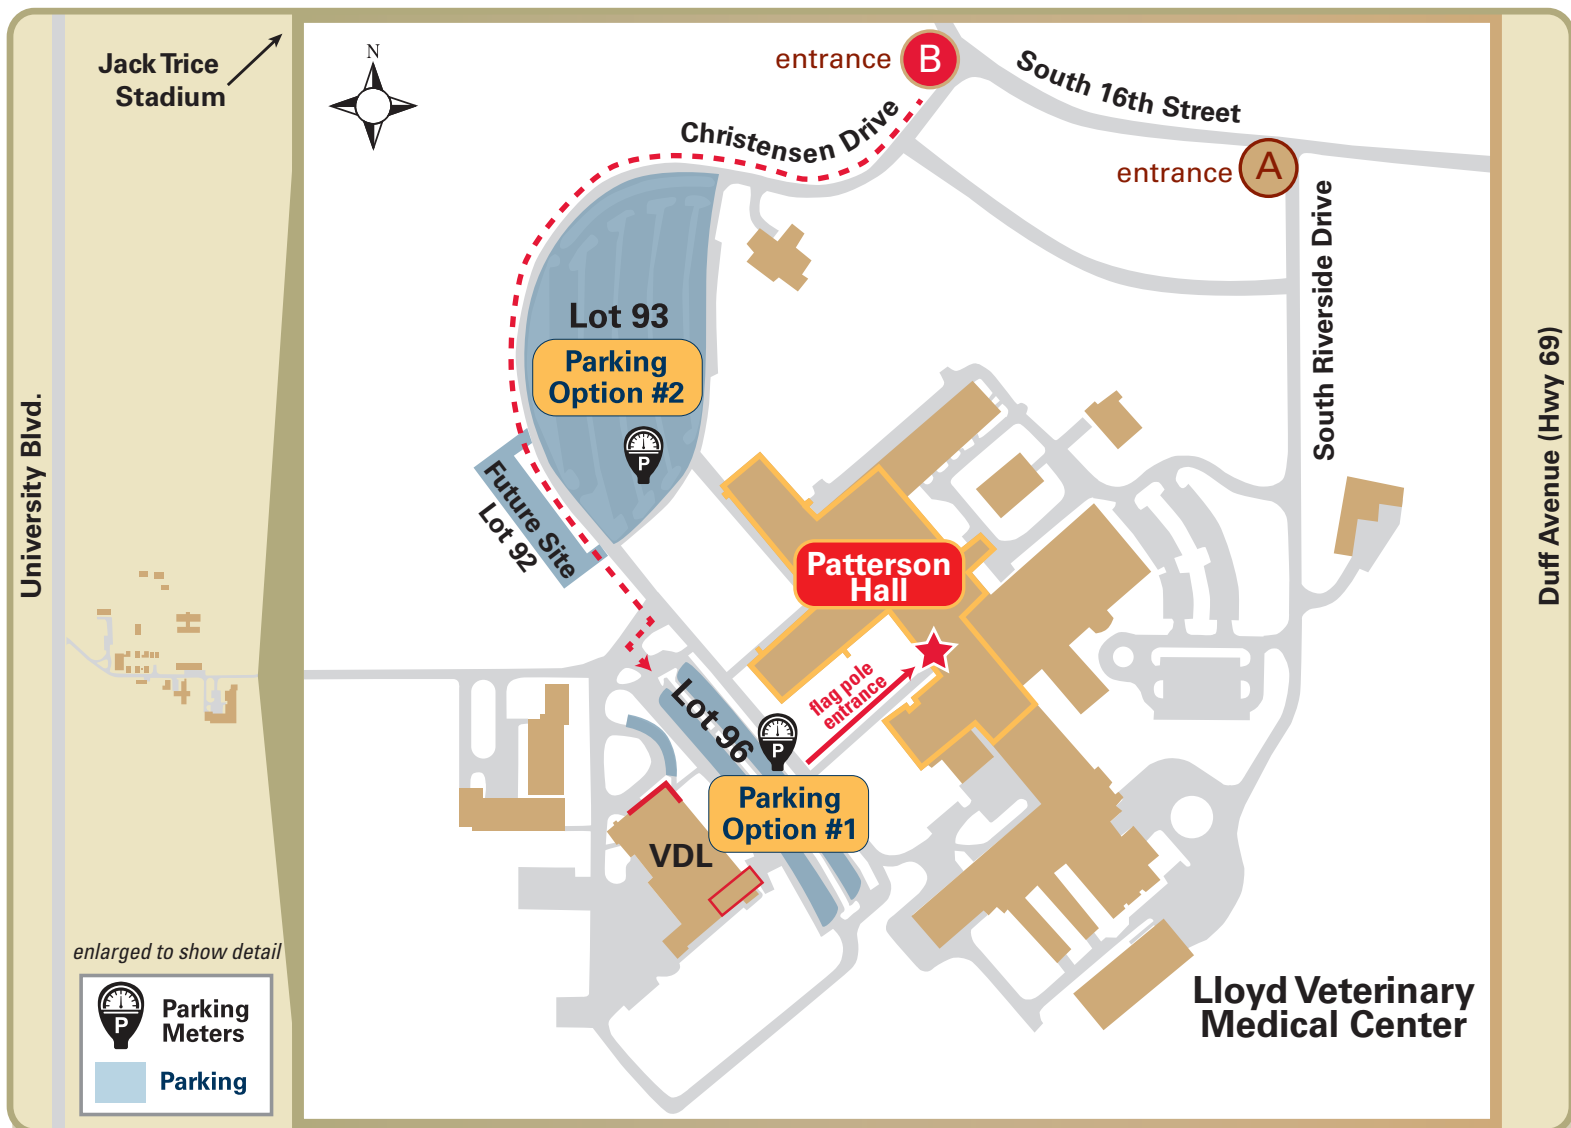 Jack Trice
Stadium
N
entrance
B
South 16th Street
Christensen Drive
entrance
A
South Riverside Drive
University Blvd.
Duff Avenue (Hwy 69)
Lot 93
Parking
Option #2
P
Future Site
Lot 92
Patterson
Hall
flag pole
entrance
Lot 96
P
Parking
Option #1
VDL
enlarged to show detail
P
Parking
Meters
Parking
Lloyd Veterinary
Medical Center